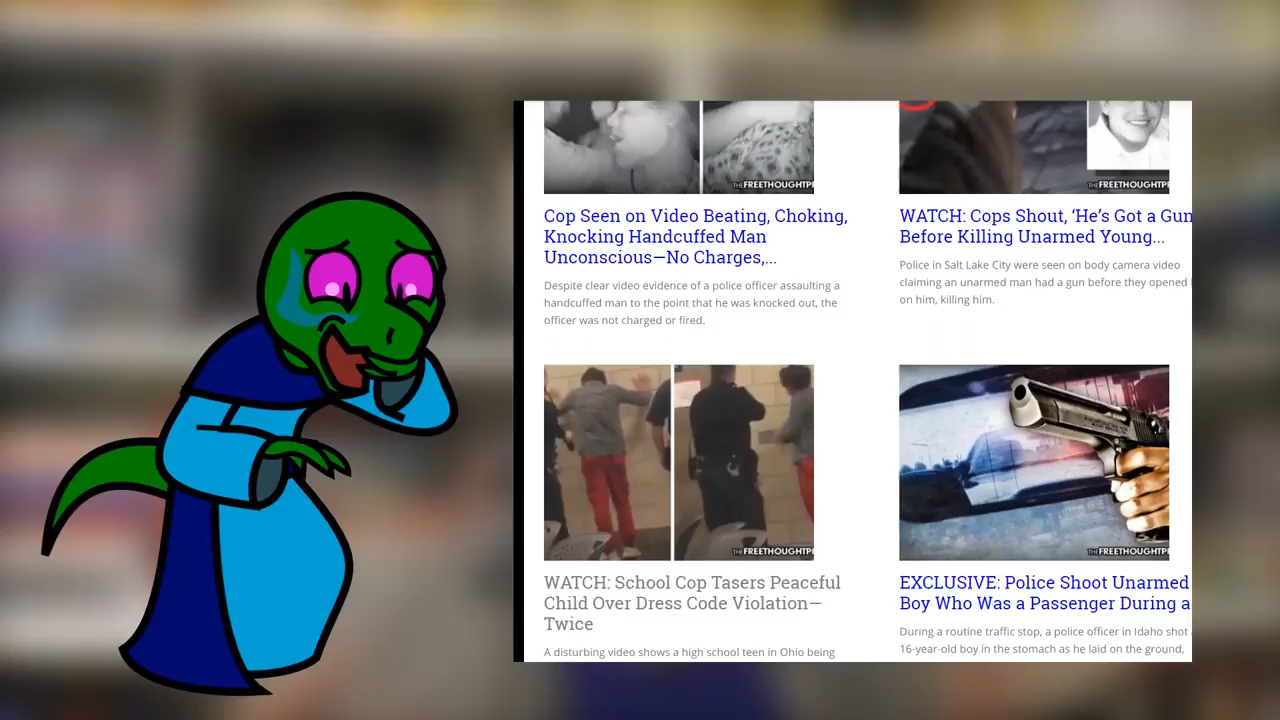 THEFREETHOUGHTP
THEFREETHOUGHTP
Cop Seen on Video Beating, Choking,
Knocking Handcuffed Man
Unconscious—No Charges,...
Despite clear video evidence of a police officer assaulting a
handcuffed man to the point that he was knocked out, the
officer was not charged or fired.
WATCH: Cops Shout, ‘He’s Got a Gun
Before Killing Unarmed Young...
Police in Salt Lake City were seen on body camera video
claiming an unarmed man had a gun before they opened
on him, killing him.
THEFREETHOUGHTP
THEFREETHOUGHTP
WATCH: School Cop Tasers Peaceful
Child Over Dress Code Violation—
Twice
A disturbing video shows a high school teen in Ohio being
EXCLUSIVE: Police Shoot Unarmed
Boy Who Was a Passenger During a
During a routine traffic stop, a police officer in Idaho shot
16-year-old boy in the stomach as he laid on the ground,